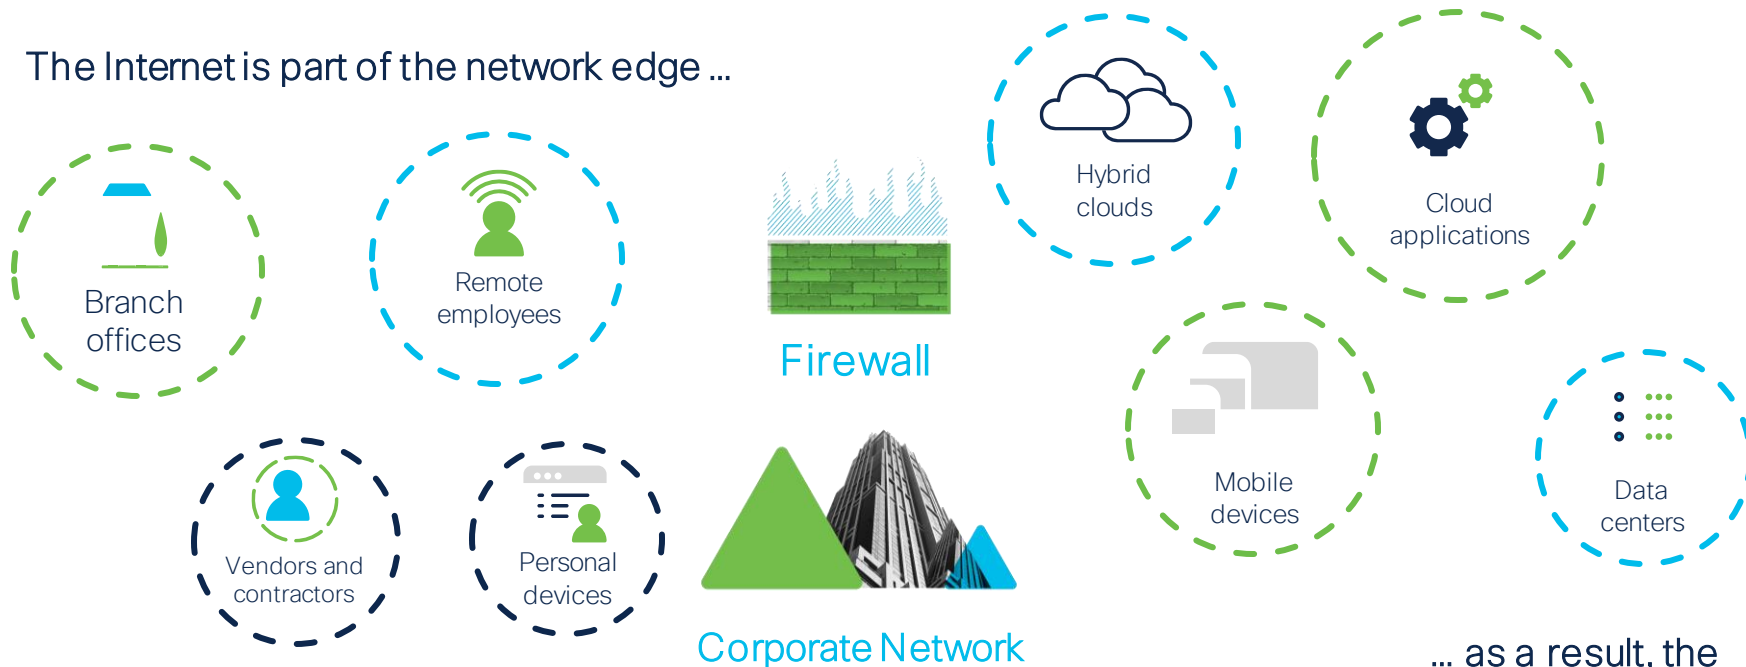 The Internet is part of the network edge ...
Hybrid
clouds
Cloud
applications
Branch
offices
Remote
employees
Firewall
Mobile
devices
Data
centers
Vendors and
contractors
Personal
devices
Corporate Network
... as a result, the